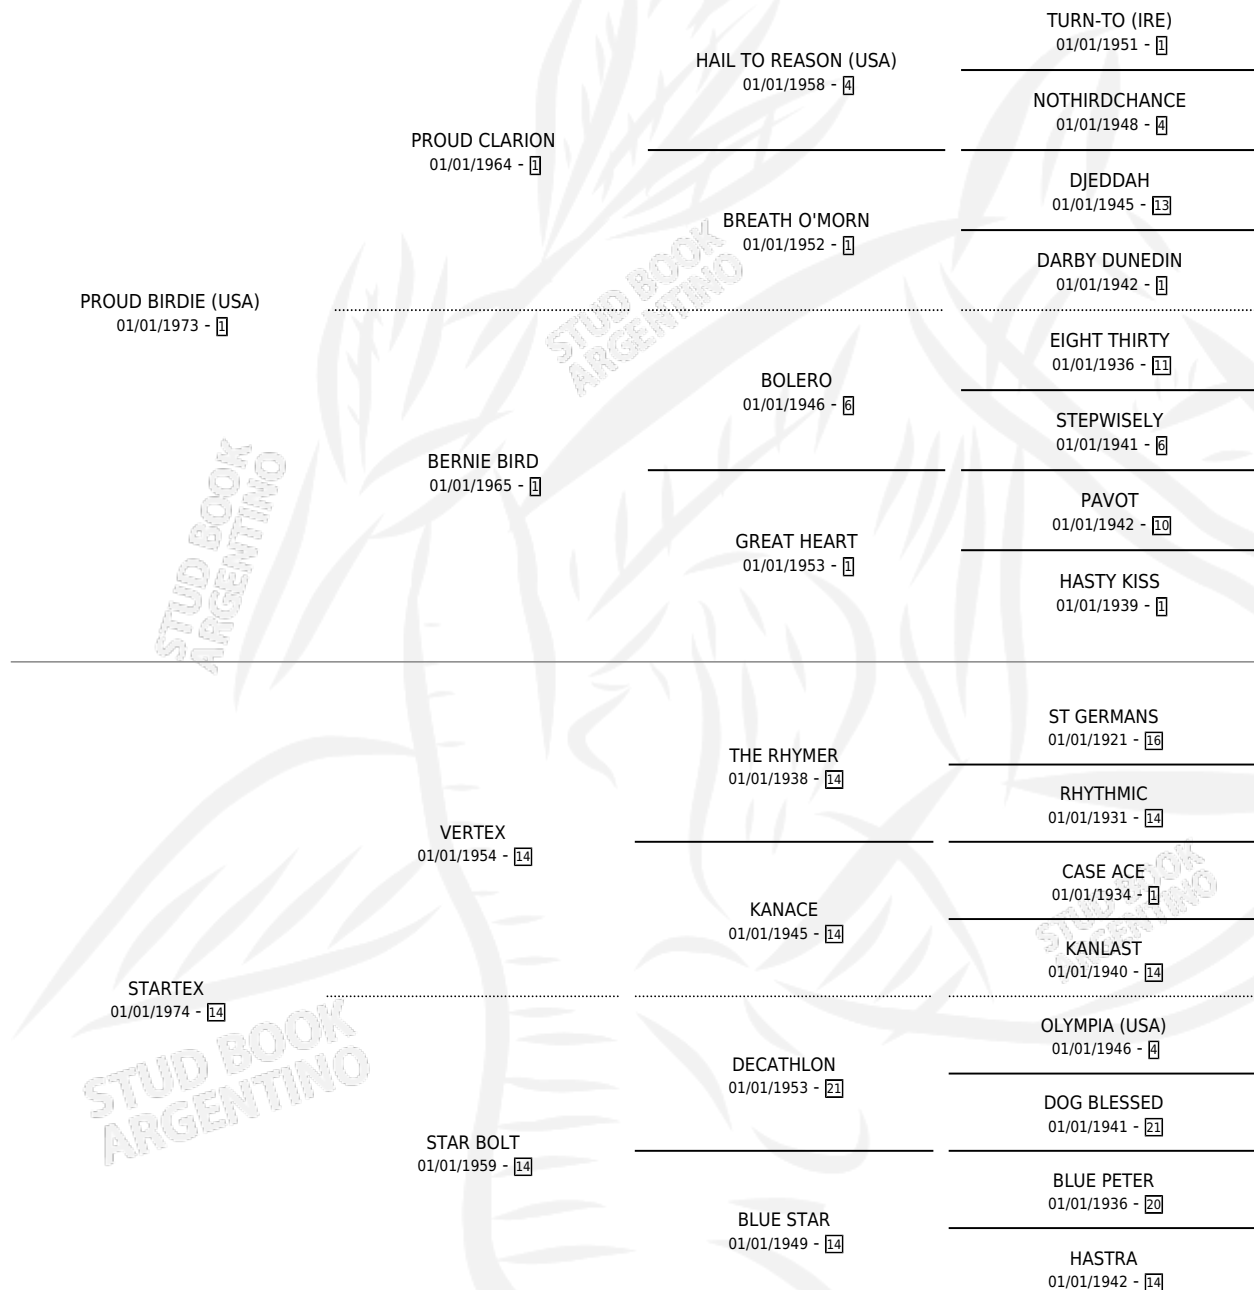 TURN-TO (IRE)
01/01/1951 - 1
HAIL TO REASON (USA)
01/01/1958 - 4
NOTHIRDCHANCE
01/01/1948 - 4
PROUD CLARION
01/01/1964 - 1
DJEDDAH
01/01/1945 - 13
BREATH O'MORN
01/01/1952 - 1
DARBY DUNEDIN
01/01/1942 - 1
PROUD BIRDIE (USA)
01/01/1973 - 1
EIGHT THIRTY
01/01/1936 - 11
BOLERO
01/01/1946 - 6
STEPWISELY
01/01/1941 - 6
BERNIE BIRD
01/01/1965 - 1
PAVOT
01/01/1942 - 10
GREAT HEART
01/01/1953 - 1
HASTY KISS
01/01/1939 - 1
ST GERMANS
01/01/1921 - 16
THE RHYMER
01/01/1938 - 14
RHYTHMIC
01/01/1931 - 14
VERTEX
01/01/1954 - 14
CASE ACE
01/01/1934 - 1
KANACE
01/01/1945 - 14
KANLAST
01/01/1940 - 14
STARTEX
01/01/1974 - 14
OLYMPIA (USA)
01/01/1946 - 4
DECATHLON
01/01/1953 - 21
DOG BLESSED
01/01/1941 - 21
STAR BOLT
01/01/1959 - 14
BLUE PETER
01/01/1936 - 20
BLUE STAR
01/01/1949 - 14
HASTRA
01/01/1942 - 14
STUD BOOK
ARGENTINO
STUD BOOK
ARGENTINO
STUD BOOK
ARGENTINO
STUD BOOK
ARGENTINO